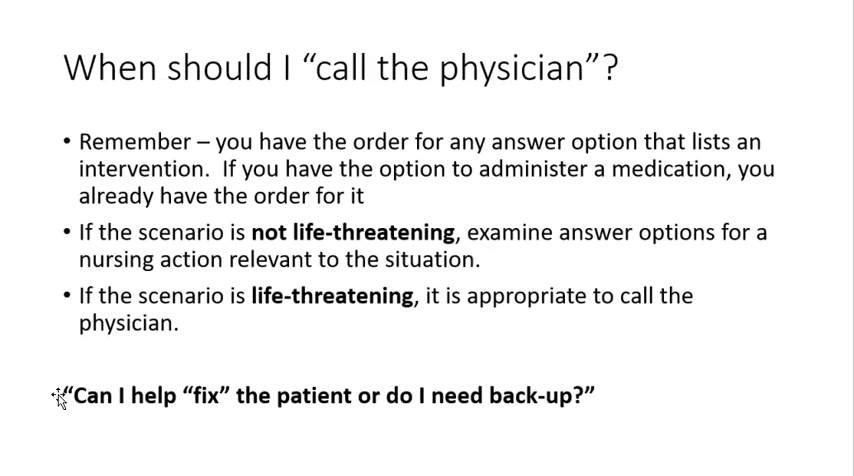 When should I “call the physician”?
• Remember – you have the order for any answer option that lists an
intervention.  If you have the option to administer a medication, you
already have the order for it
• If the scenario is not life-threatening, examine answer options for a
nursing action relevant to the situation.
• If the scenario is life-threatening, it is appropriate to call the
physician.
“Can I help “fix” the patient or do I need back-up?”